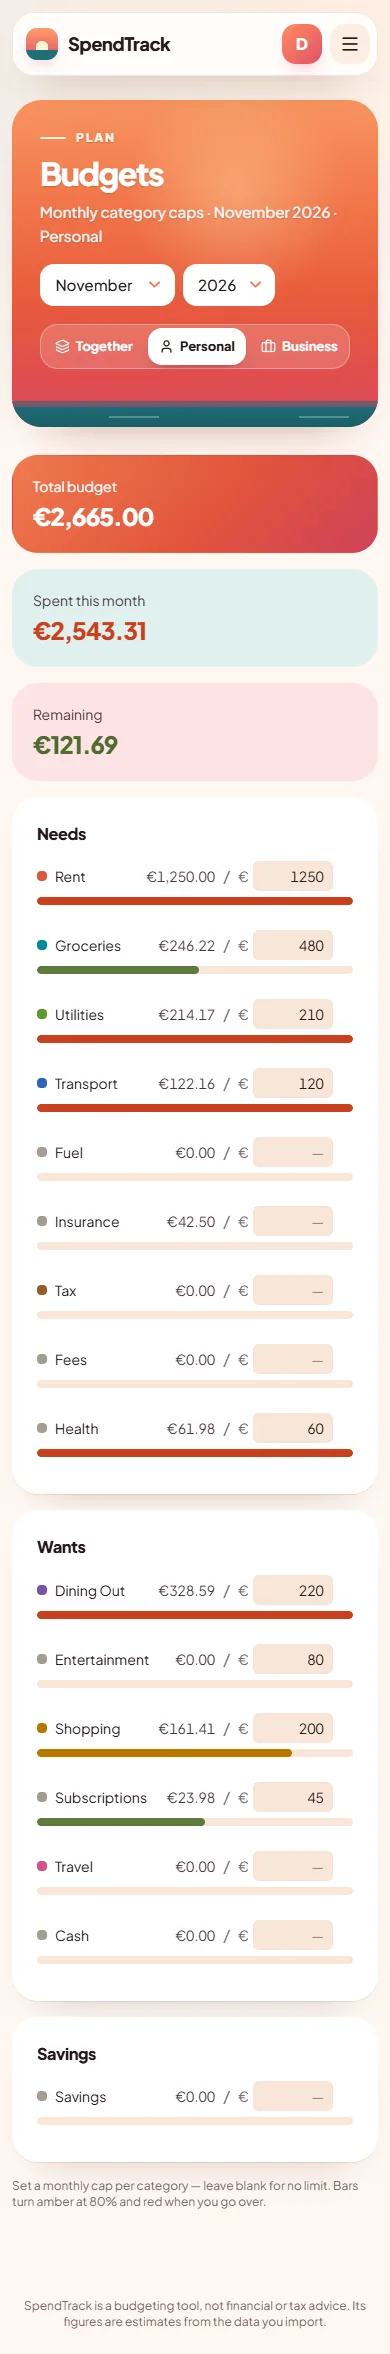 SpendTrack
D
PLAN
Budgets
Monthly category caps · November 2026 ·
Personal
November
2026
Together
Personal
Business
Total budget
€2,665.00
Spent this month
€2,543.31
Remaining
€121.69
Needs
Rent €1,250.00 / € 1250
Groceries €246.22 / € 480
Utilities €214.17 / € 210
Transport €122.16 / € 120
Fuel €0.00 / € —
Insurance €42.50 / € —
Tax €0.00 / € —
Fees €0.00 / € —
Health €61.98 / € 60
Wants
Dining Out €328.59 / € 220
Entertainment €0.00 / € 80
Shopping €161.41 / € 200
Subscriptions €23.98 / € 45
Travel €0.00 / € —
Cash €0.00 / € —
Savings
Savings €0.00 / € —
Set a monthly cap per category — leave blank for no limit. Bars
turn amber at 80% and red when you go over.
SpendTrack is a budgeting tool, not financial or tax advice. Its
figures are estimates from the data you import.